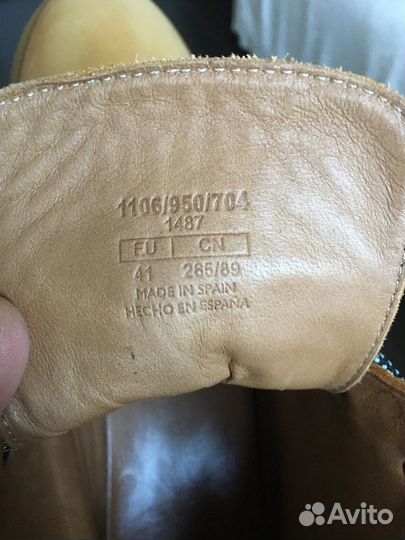 1106/950/704
1487
EU CN
41 265/89
MADE IN SPAIN
HECHO EN ESPAÑA
Avito